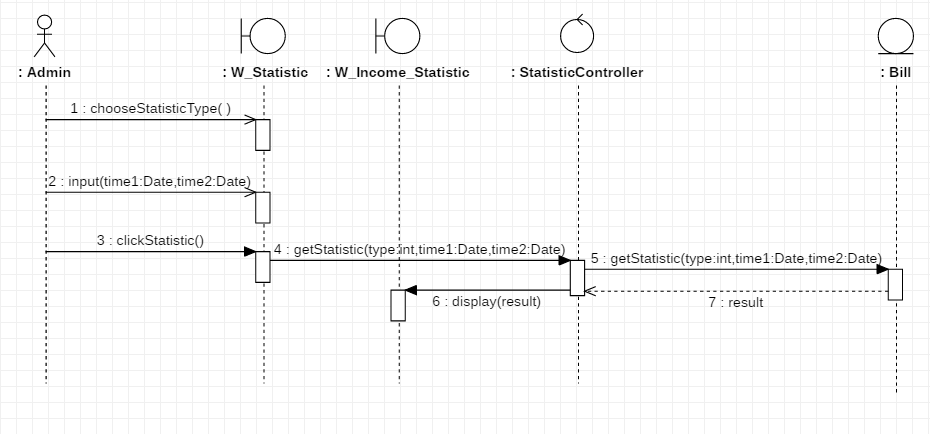 : Admin
: W_Statistic
: W_Income_Statistic
: StatisticController
: Bill
1 : chooseStatisticType( )
2 : input(time1:Date,time2:Date)
3 : clickStatistic()
4 : getStatistic(type:int,time1:Date,time2:Date)
5 : getStatistic(type:int,time1:Date,time2:Date)
6 : display(result)
7 : result